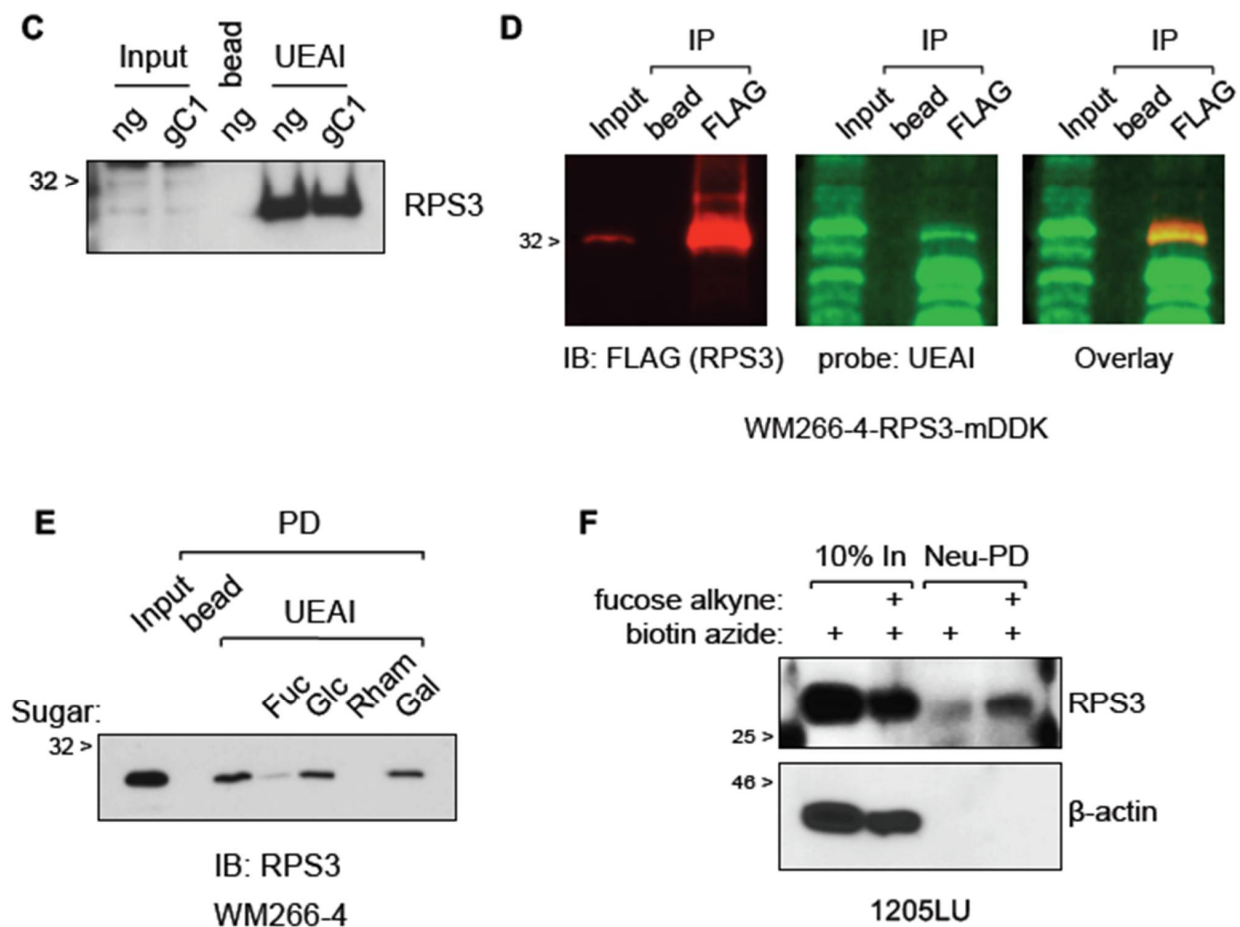 C
Input bead UEAI
ng gC1 ng ng gC1
32 >
RPS3
D
IP IP IP
Input bead FLAG Input bead FLAG Input bead FLAG
32 >
IB: FLAG (RPS3) probe: UEAI Overlay
WM266-4-RPS3-mDDK
E
PD
Input bead UEAI
Sugar: Fuc Glc Rham Gal
32 >
IB: RPS3
WM266-4
F
10% In Neu-PD
fucose alkyne: + +
biotin azide: + + + +
RPS3
25 >
46 >
β-actin
1205LU